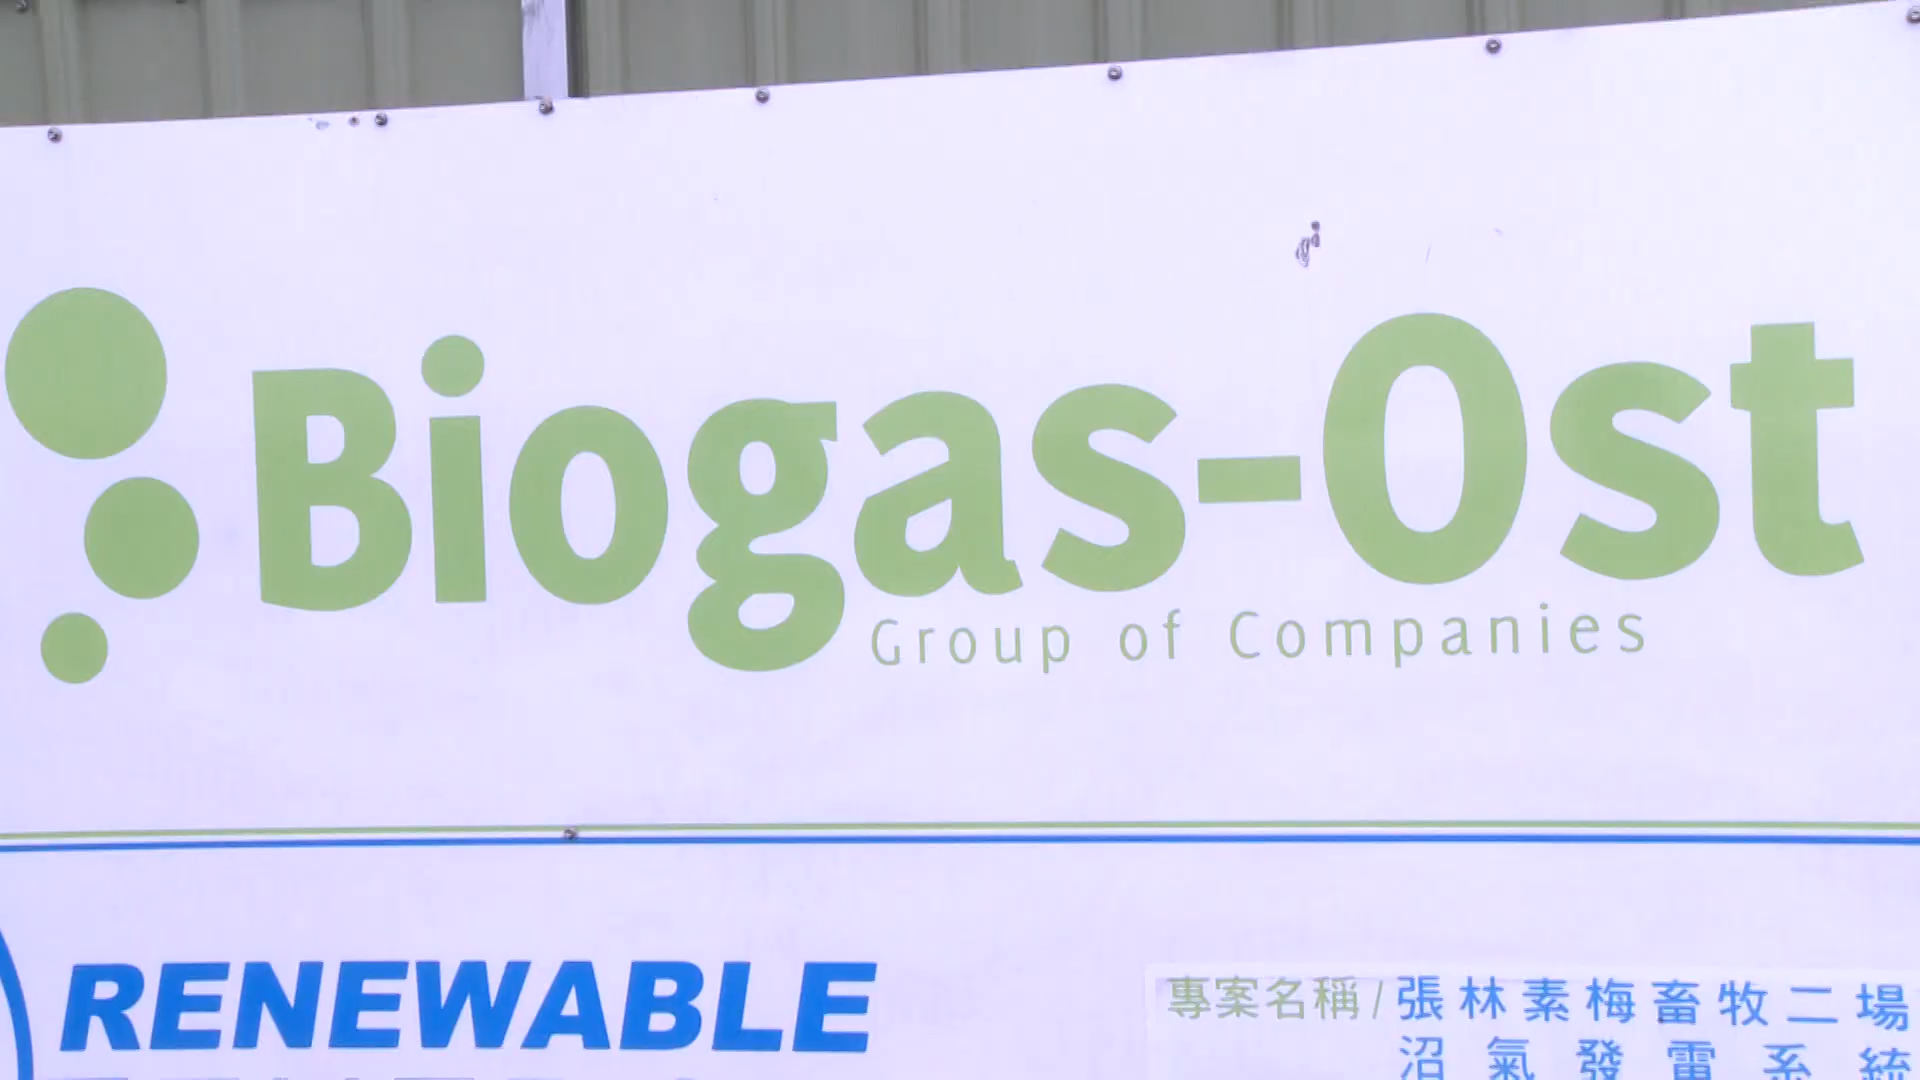 Biogas-Ost
Group of Companies
RENEWABLE
專案名稱/張林素梅畜牧二場
沼氣發電系統